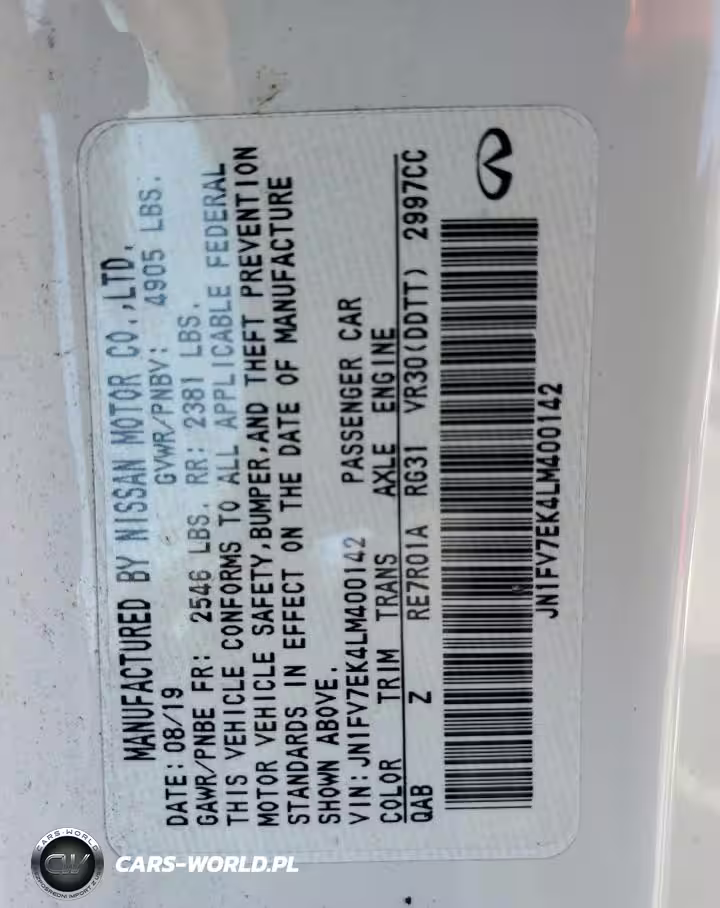 MANUFACTURED BY NISSAN MOTOR CO.,LTD.
DATE: 08/19 GVWR/PNBV: 4905 LBS.
GAWR/PNBE FR: 2546 LBS. RR: 2381 LBS.
THIS VEHICLE CONFORMS TO ALL APPLICABLE FEDERAL
MOTOR VEHICLE SAFETY,BUMPER,AND THEFT PREVENTION
STANDARDS IN EFFECT ON THE DATE OF MANUFACTURE
SHOWN ABOVE.
VIN: JN1FV7EK4LM400142 PASSENGER CAR
COLOR TRIM TRANS AXLE ENGINE
QAB Z RE7R01A RG31 VR30(DDTT) 2997CC
JN1FV7EK4LM400142
CARS-WORLD
CW
CARS-WORLD.PL